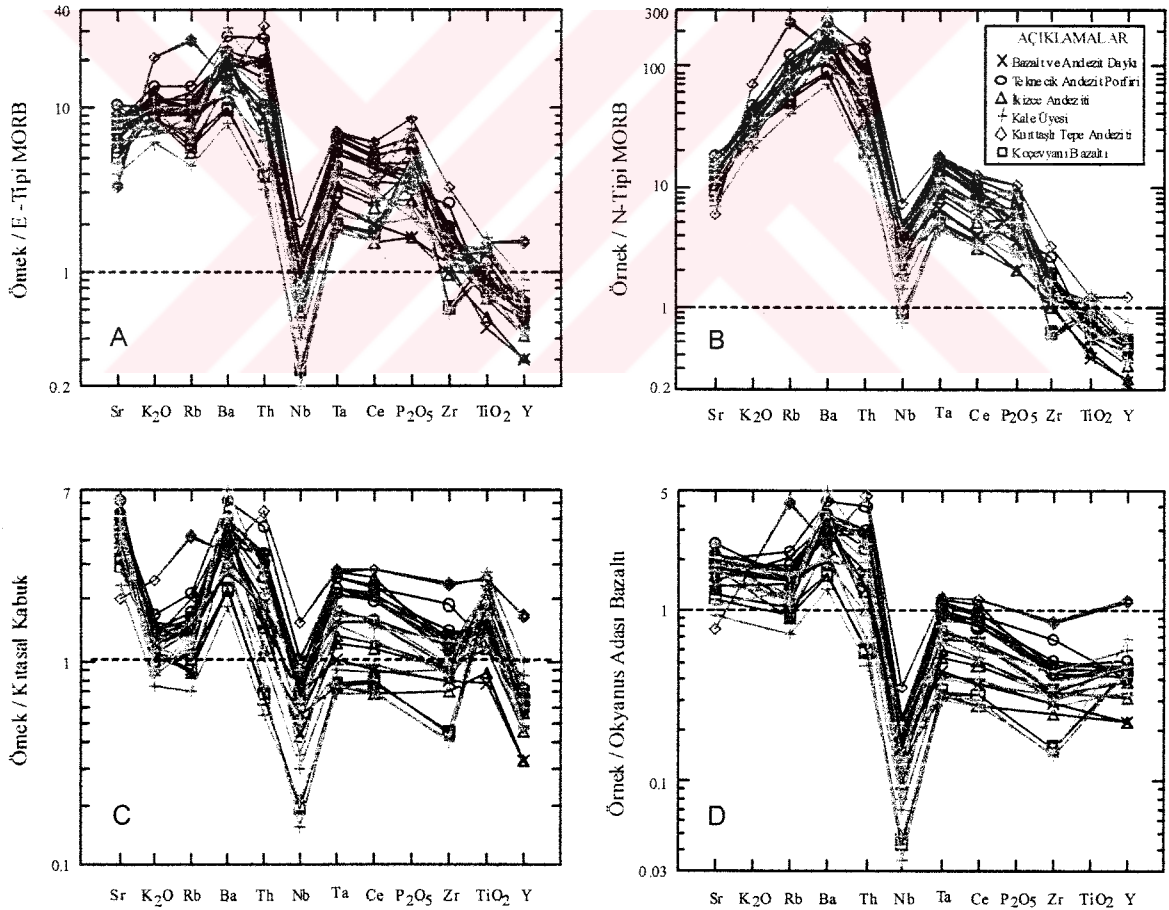 40
10
1
0.2
Örnek / E -Tipi MORB
A
Sr K2O Rb Ba Th Nb Ta Ce P2O5 Zr TiO2 Y
300
100
10
1
0.2
Örnek / N-Tipi MORB
B
AÇIKLAMALAR
Bazalt ve Andezit Daykı
Teknecik Andezit Porfiri
İkizce Andeziti
Kale Üyesi
Kurttaşlı Tepe Andeziti
Koçevyanı Bazaltı
Sr K2O Rb Ba Th Nb Ta Ce P2O5 Zr TiO2 Y
7
1
0.1
Örnek / Kıtasal Kabuk
C
Sr K2O Rb Ba Th Nb Ta Ce P2O5 Zr TiO2 Y
5
1
0.1
0.03
Örnek / Okyanus Adası Bazaltı
D
Sr K2O Rb Ba Th Nb Ta Ce P2O5 Zr TiO2 Y